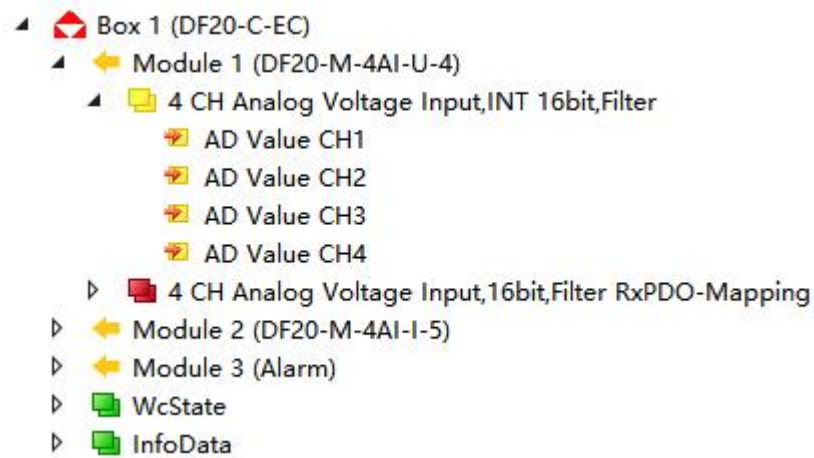 Box 1 (DF20-C-EC)
Module 1 (DF20-M-4AI-U-4)
4 CH Analog Voltage Input,INT 16bit,Filter
AD Value CH1
AD Value CH2
AD Value CH3
AD Value CH4
4 CH Analog Voltage Input,16bit,Filter RxPDO-Mapping
Module 2 (DF20-M-4AI-I-5)
Module 3 (Alarm)
WcState
InfoData